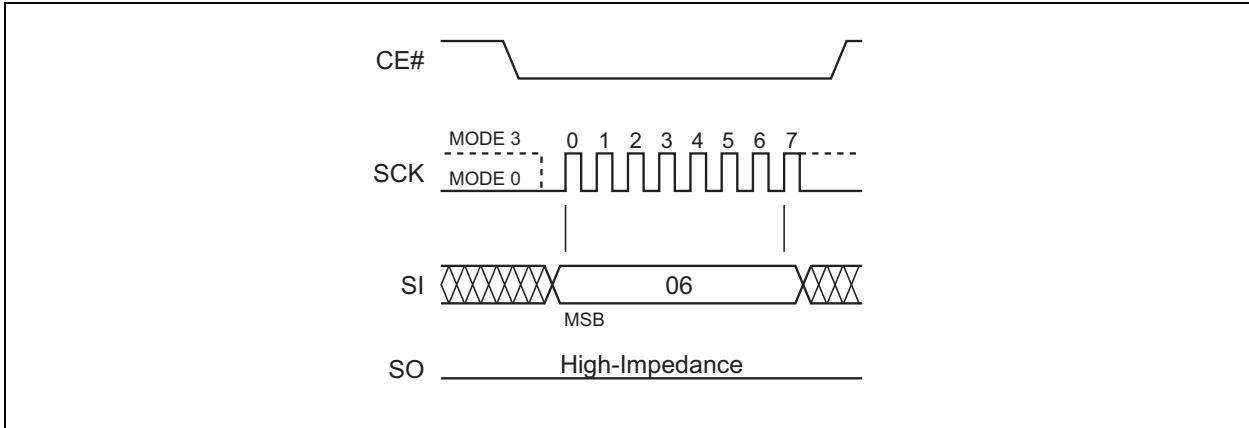 CE#
MODE 3
0 1 2 3 4 5 6 7
SCK
MODE 0
SI
06
MSB
SO
High-Impedance